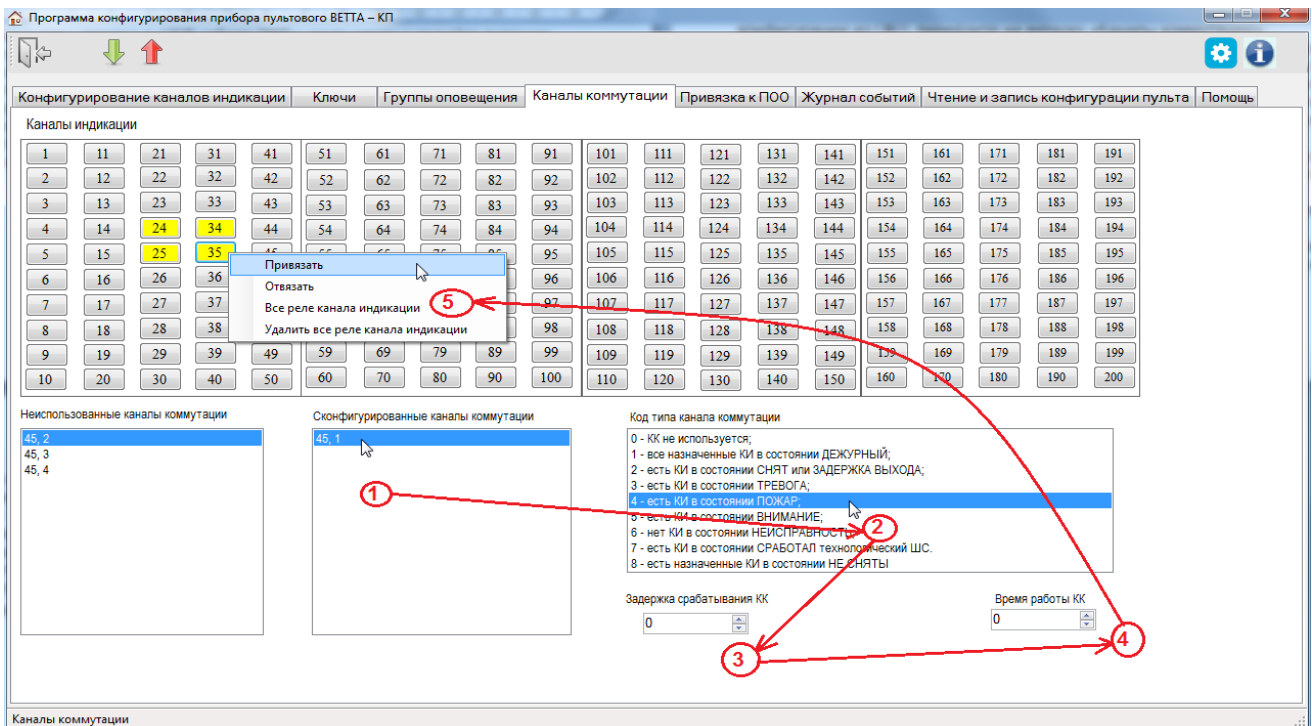 Программа конфигурирования прибора пультового ВЕТТА – КП
Конфигурирование каналов индикации Ключи Группы оповещения Каналы коммутации Привязка к ПОО Журнал событий Чтение и запись конфигурации пульта Помощь
Каналы индикации
1 11 21 31 41 51 61 71 81 91 101 111 121 131 141 151 161 171 181 191
2 12 22 32 42 52 62 72 82 92 102 112 122 132 142 152 162 172 182 192
3 13 23 33 43 53 63 73 83 93 103 113 123 133 143 153 163 173 183 193
4 14 24 34 44 54 64 74 84 94 104 114 124 134 144 154 164 174 184 194
5 15 25 35 95 105 115 125 135 145 155 165 175 185 195
Привязать
6 16 26 36 96 106 116 126 136 146 156 166 176 186 196
Отвязать
7 17 27 37 97 107 117 127 137 147 157 167 177 187 197
Все реле канала индикации 5
8 18 28 38 98 108 118 128 138 148 158 168 178 188 198
Удалить все реле канала индикации
9 19 29 39 49 59 69 79 89 99 109 119 129 139 149 159 169 179 189 199
10 20 30 40 50 60 70 80 90 100 110 120 130 140 150 160 170 180 190 200
Неиспользованные каналы коммутации
45, 2
45, 3
45, 4
Сконфигурированные каналы коммутации
45, 1
1
Код типа канала коммутации
0 - КК не используется;
1 - все назначенные КИ в состоянии ДЕЖУРНЫЙ;
2 - есть КИ в состоянии СНЯТ или ЗАДЕРЖКА ВЫХОДА;
3 - есть КИ в состоянии ТРЕВОГА;
4 - есть КИ в состоянии ПОЖАР;
5 - есть КИ в состоянии ВНИМАНИЕ;
6 - нет КИ в состоянии НЕИСПРАВНОСТЬ
2
7 - есть КИ в состоянии СРАБОТАЛ технологический ШС.
8 - есть назначенные КИ в состоянии НЕ СНЯТЫ
Задержка срабатывания КК
0
Время работы КК
0
3
4
Каналы коммутации